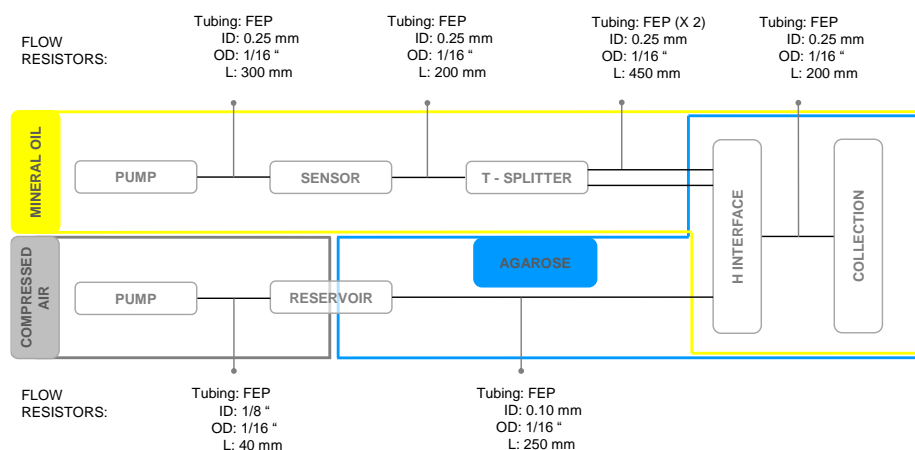 FLOW
RESISTORS:
Tubing: FEP
ID: 0.25 mm
OD: 1/16 “
L: 300 mm
Tubing: FEP
ID: 0.25 mm
OD: 1/16 “
L: 200 mm
Tubing: FEP (X 2)
ID: 0.25 mm
OD: 1/16 “
L: 450 mm
Tubing: FEP
ID: 0.25 mm
OD: 1/16 “
L: 200 mm
MINERAL OIL
PUMP
SENSOR
T - SPLITTER
H INTERFACE
COLLECTION
COMPRESSED
AIR
PUMP
RESERVOIR
AGAROSE
FLOW
RESISTORS:
Tubing: FEP
ID: 1/8 “
OD: 1/16 “
L: 40 mm
Tubing: FEP
ID: 0.10 mm
OD: 1/16 “
L: 250 mm